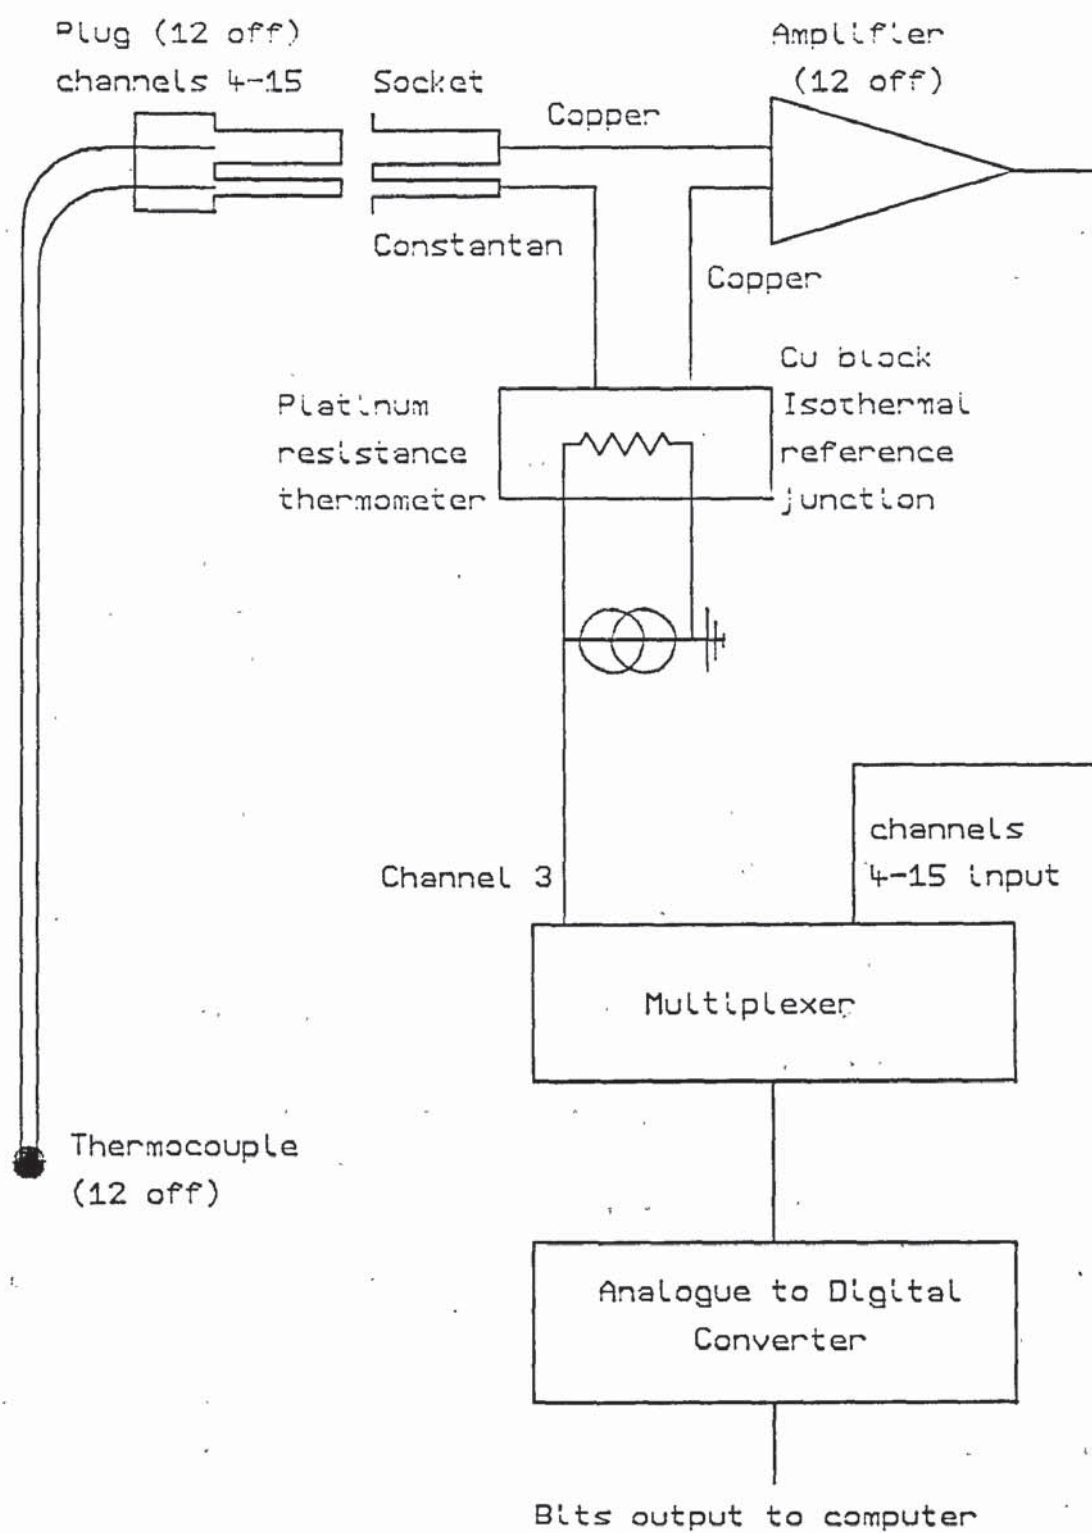 Plug (12 off)
channels 4-15
Socket
Copper
Amplifier
(12 off)
Constantan
Copper
Platinum
resistance
thermometer
Cu block
Isothermal
reference
junction
Channel 3
channels
4-15 input
Multiplexer
Thermocouple
(12 off)
Analogue to Digital
Converter
Bits output to computer